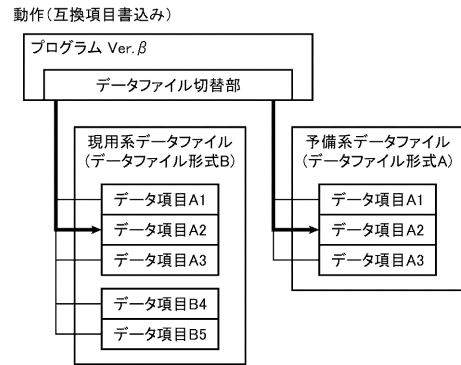 動作(互換項目書込み)
プログラム Ver.β
データファイル切替部
現用系データファイル
(データファイル形式B)
データ項目A1
データ項目A2
データ項目A3
データ項目B4
データ項目B5
予備系データファイル
(データファイル形式A)
データ項目A1
データ項目A2
データ項目A3